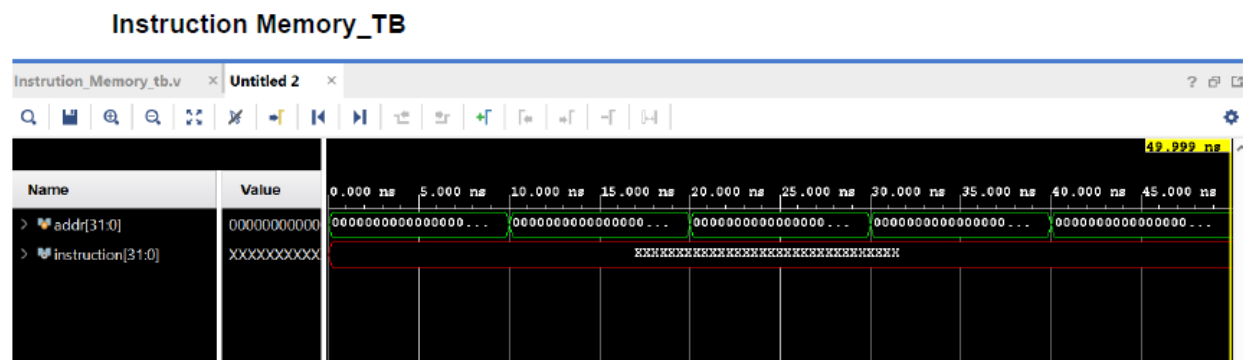 Instruction Memory_TB
Instrution_Memory_tb.v × Untitled 2 × ?
49.999 ns
Name Value 0.000 ns 5.000 ns 10.000 ns 15.000 ns 20.000 ns 25.000 ns 30.000 ns 35.000 ns 40.000 ns 45.000 ns
> addr[31:0] 00000000000 0000000000000000... 0000000000000000... 0000000000000000... 0000000000000000... 0000000000000000...
> instruction[31:0] XXXXXXXXXX XXXXXXXXXXXXXXXXXXXXXXXXXXXXXXXX